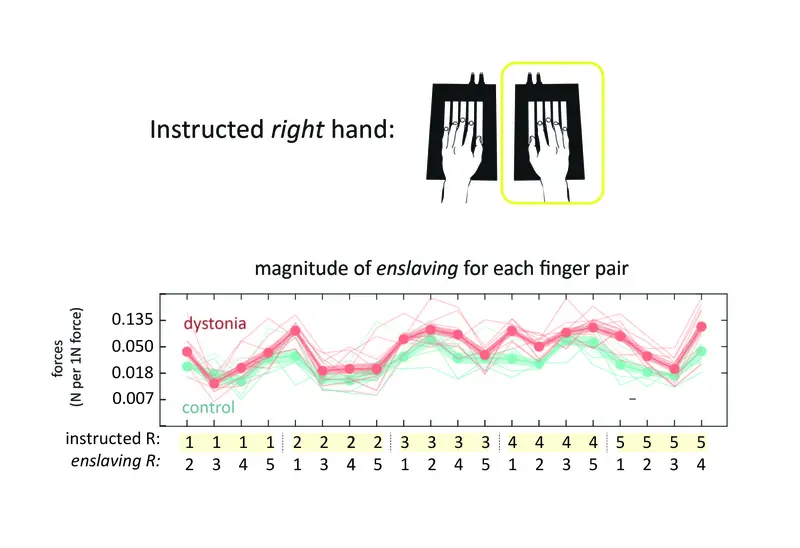 Instructed right hand:
magnitude of enslaving for each finger pair
forces
(N per 1N force)
0.135
0.050
0.018
0.007
dystonia
control
instructed R: 1 1 1 1 2 2 2 2 3 3 3 3 4 4 4 4 5 5 5 5
enslaving R: 2 3 4 5 1 3 4 5 1 2 4 5 1 2 3 5 1 2 3 4